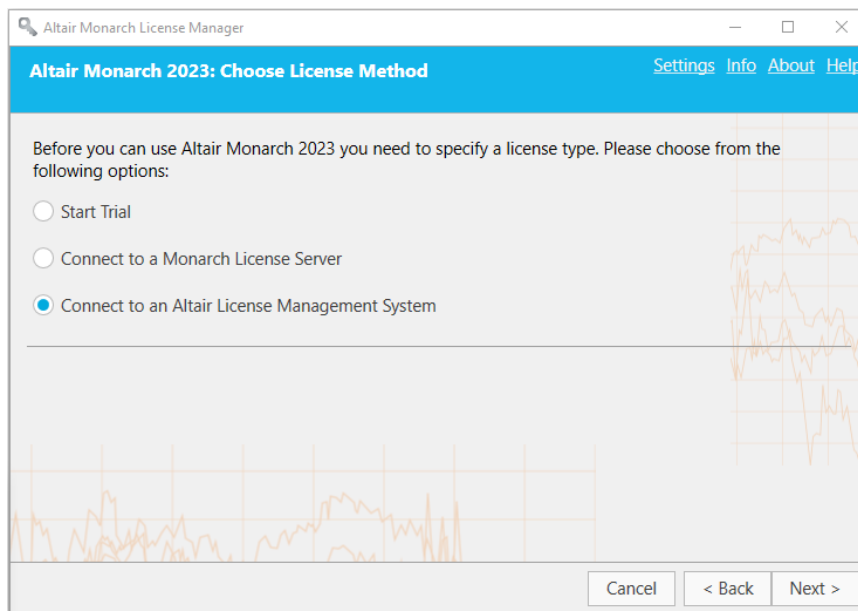 Altair Monarch License Manager
Altair Monarch 2023: Choose License Method
Settings Info About Help
Before you can use Altair Monarch 2023 you need to specify a license type. Please choose from the
following options:
Start Trial
Connect to a Monarch License Server
Connect to an Altair License Management System
Cancel
< Back
Next >